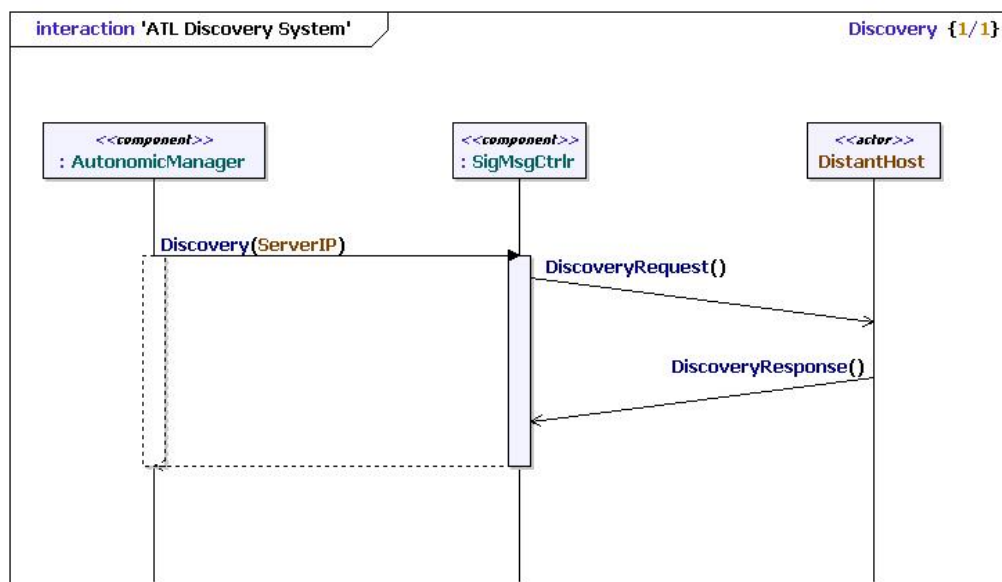 interaction 'ATL Discovery System'
Discovery {1/1}
<<component>>
: AutonomicManager
<<component>>
: SigMsgCtrlr
<<actor>>
DistantHost
Discovery(ServerIP)
DiscoveryRequest()
DiscoveryResponse()